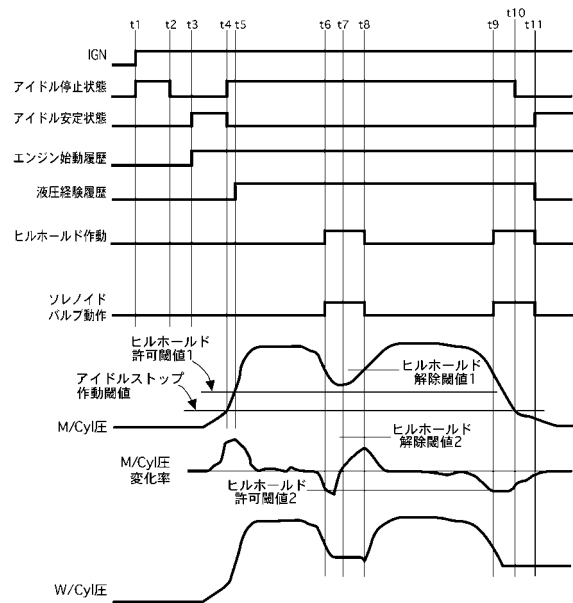 t1 t2 t3 t4 t5 t6 t7 t8 t9 t10 t11
IGN
アイドル停止状態
アイドル安定状態
エンジン始動履歴
液圧経験履歴
ヒルホールド作動
ソレノイド
バルブ動作
ヒルホールド
許可閾値1
アイドルストップ
作動閾値
ヒルホールド
解除閾値1
M/Cyl圧
ヒルホールド
解除閾値2
M/Cyl圧
変化率
ヒルホールド
許可閾値2
W/Cyl圧